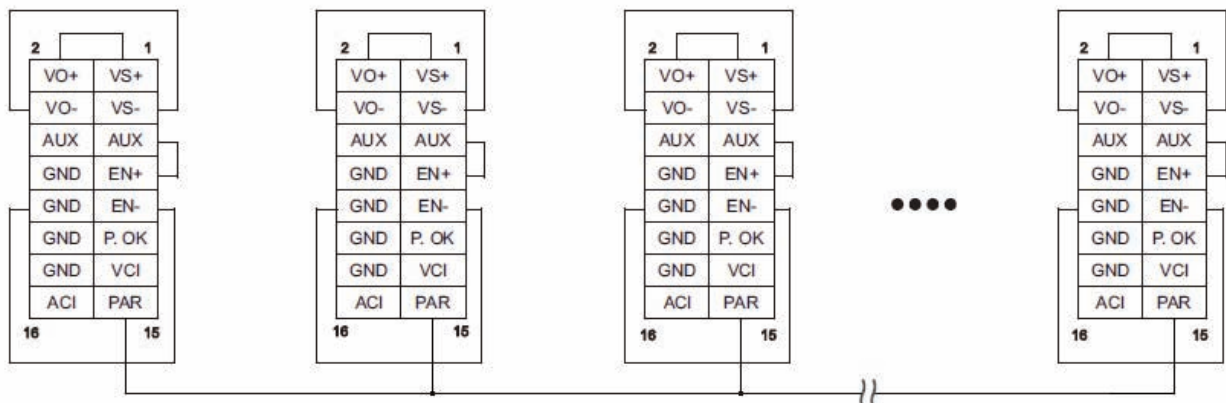 2 1 2 1 2 1 2 1
VO+ VS+ VO+ VS+ VO+ VS+ VO+ VS+
VO- VS- VO- VS- VO- VS- VO- VS-
AUX AUX AUX AUX AUX AUX AUX AUX
GND EN+ GND EN+ GND EN+ GND EN+
GND EN- GND EN- GND EN- GND EN-
GND P. OK GND P. OK GND P. OK GND P. OK
GND VCI GND VCI GND VCI GND VCI
ACI PAR ACI PAR ACI PAR ACI PAR
16 15 16 15 16 15 16 15